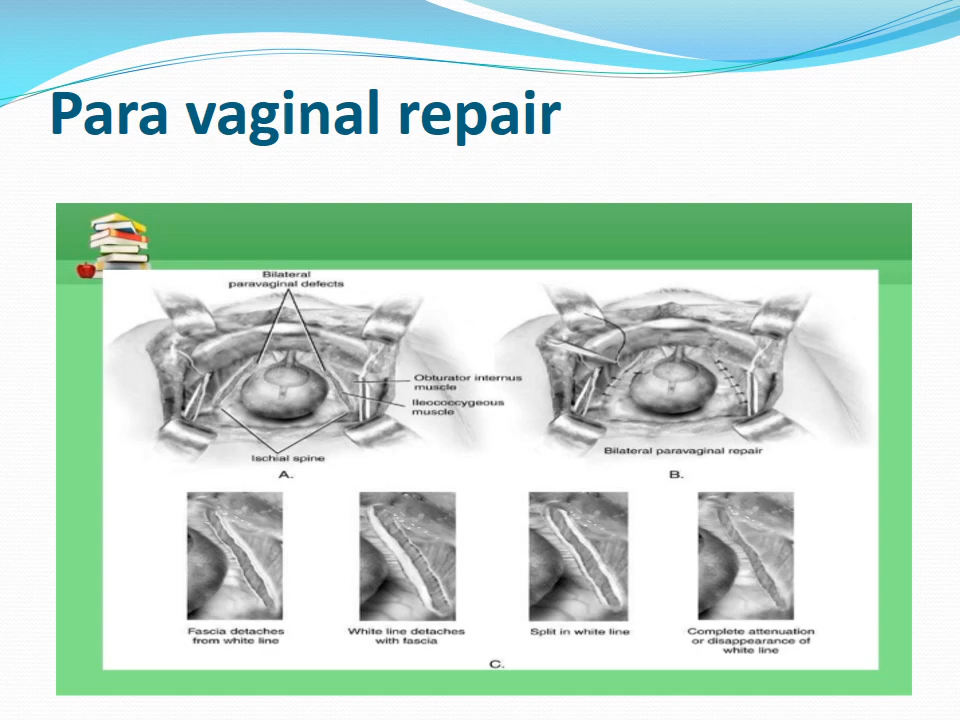 Para vaginal repair
Bilateral
paravaginal defects
Obturator internus
muscle
Ileococcygeous
muscle
Ischial spine
A.
Bilateral paravaginal repair
B.
Fascia detaches
from white line
White line detaches
with fascia
Split in white line
Complete attenuation
or disappearance of
white line
C.